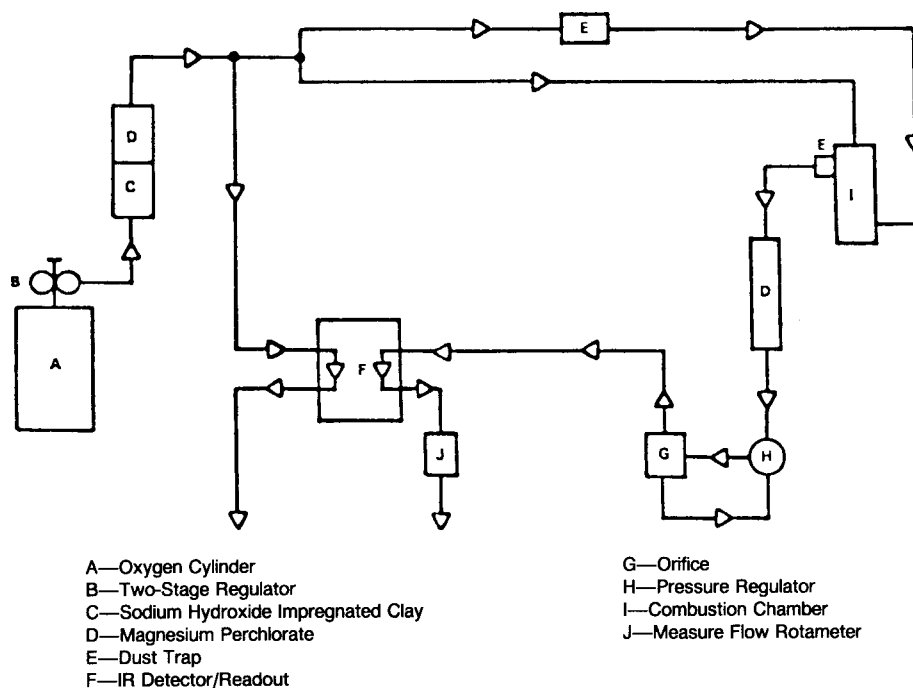 E
D
C
E
I
B
D
A
F
G
H
J
A—Oxygen Cylinder
B—Two-Stage Regulator
C—Sodium Hydroxide Impregnated Clay
D—Magnesium Perchlorate
E—Dust Trap
F—IR Detector/Readout
G—Orifice
H—Pressure Regulator
I—Combustion Chamber
J—Measure Flow Rotameter